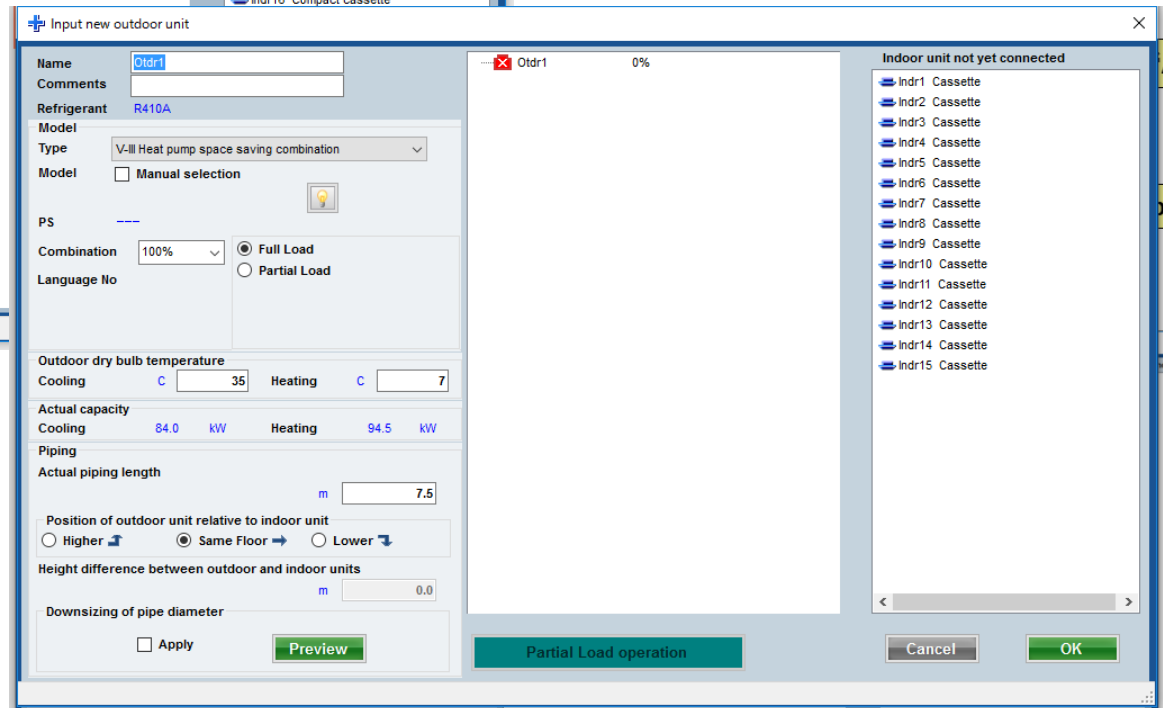 Indr16 Compact cassette
Input new outdoor unit
Name Otdr1
Comments
Refrigerant R410A
Model
Type V-III Heat pump space saving combination
Model Manual selection
PS ---
Combination 100% Full Load
Partial Load
Language No
Outdoor dry bulb temperature
Cooling C 35 Heating C 7
Actual capacity
Cooling 84.0 kW Heating 94.5 kW
Piping
Actual piping length
m 7.5
Position of outdoor unit relative to indoor unit
Higher Same Floor Lower
Height difference between outdoor and indoor units
m 0.0
Downsizing of pipe diameter
Apply Preview
Otdr1 0%
Partial Load operation
Indoor unit not yet connected
Indr1 Cassette
Indr2 Cassette
Indr3 Cassette
Indr4 Cassette
Indr5 Cassette
Indr6 Cassette
Indr7 Cassette
Indr8 Cassette
Indr9 Cassette
Indr10 Cassette
Indr11 Cassette
Indr12 Cassette
Indr13 Cassette
Indr14 Cassette
Indr15 Cassette
Cancel OK